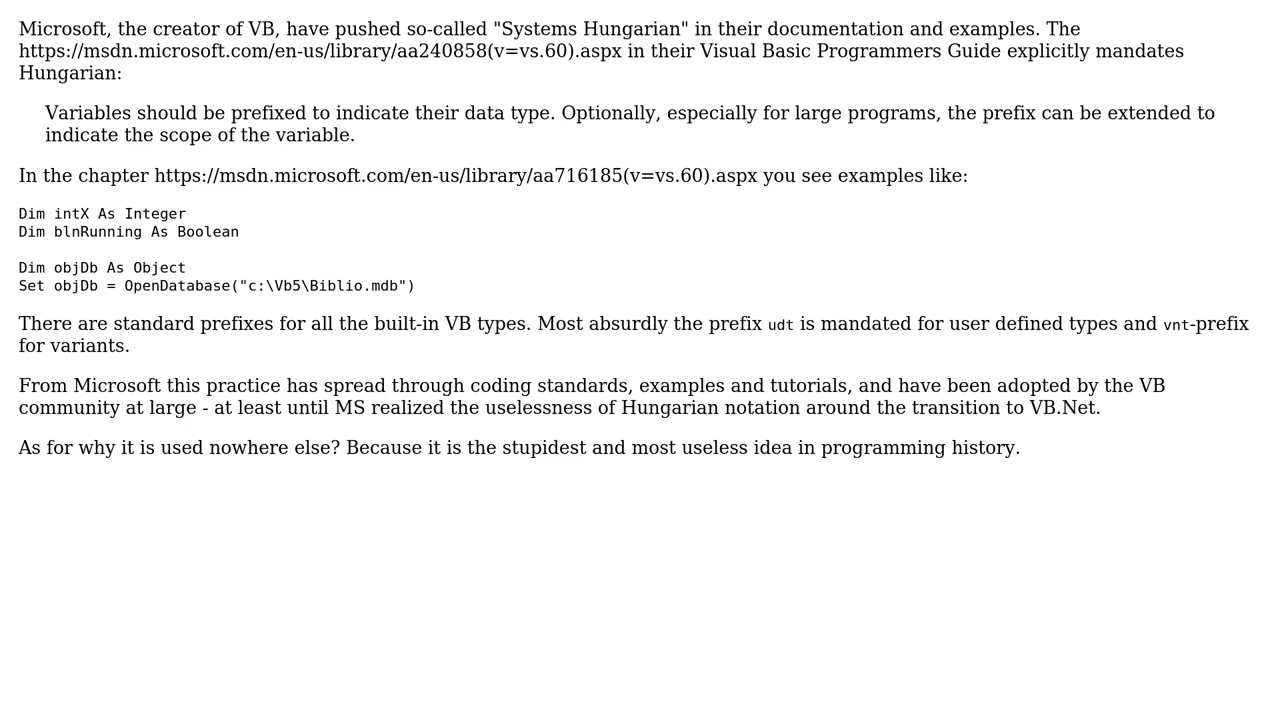 Microsoft, the creator of VB, have pushed so-called "Systems Hungarian" in their documentation and examples. The
https://msdn.microsoft.com/en-us/library/aa240858(v=vs.60).aspx in their Visual Basic Programmers Guide explicitly mandates
Hungarian:
Variables should be prefixed to indicate their data type. Optionally, especially for large programs, the prefix can be extended to
indicate the scope of the variable.
In the chapter https://msdn.microsoft.com/en-us/library/aa716185(v=vs.60).aspx you see examples like:
Dim intX As Integer
Dim blnRunning As Boolean
Dim objDb As Object
Set objDb = OpenDatabase("c:\Vb5\Biblio.mdb")
There are standard prefixes for all the built-in VB types. Most absurdly the prefix udt is mandated for user defined types and vnt-prefix
for variants.
From Microsoft this practice has spread through coding standards, examples and tutorials, and have been adopted by the VB
community at large - at least until MS realized the uselessness of Hungarian notation around the transition to VB.Net.
As for why it is used nowhere else? Because it is the stupidest and most useless idea in programming history.